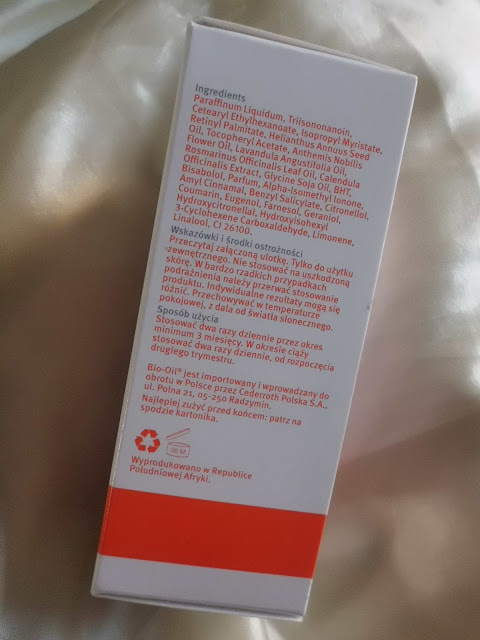 Ingredients
Paraffinum Liquidum, Triisononanoin,
Cetearyl Ethylhexanoate, Isopropyl Myristate,
Retinyl Palmitate, Helianthus Annuus Seed
Oil, Tocopheryl Acetate, Anthemis Nobilis
Flower Oil, Lavandula Angustifolia Oil,
Rosmarinus Officinalis Leaf Oil, Calendula
Officinalis Extract, Glycine Soja Oil, BHT,
Bisabolol, Parfum, Alpha-Isomethyl Ionone,
Amyl Cinnamal, Benzyl Salicylate, Citronellol,
Coumarin, Eugenol, Farnesol, Geraniol,
Hydroxycitronellal, Hydroxyisohexyl
3-Cyclohexene Carboxaldehyde, Limonene,
Linalool, CI 26100.
Wskazówki i środki ostrożności
Przeczytaj załączoną ulotkę. Tylko do użytku
zewnętrznego. Nie stosować na uszkodzoną
skórę. W bardzo rzadkich przypadkach
podrażnienia należy przerwać stosowanie
produktu. Indywidualne rezultaty mogą się
różnić. Przechowywać w temperaturze
pokojowej, z dala od światła słonecznego.
Sposób użycia
Stosować dwa razy dziennie przez okres
minimum 3 miesięcy. W okresie ciąży
stosować dwa razy dziennie, od rozpoczęcia
drugiego trymestru.
Bio-Oil® jest importowany i wprowadzany do
obrotu w Polsce przez Cederroth Polska S.A.,
ul. Polna 21, 05-250 Radzymin.
Najlepiej zużyć przed końcem: patrz na
spodzie kartonika.
36 M
Wyprodukowano w Republice
Południowej Afryki.